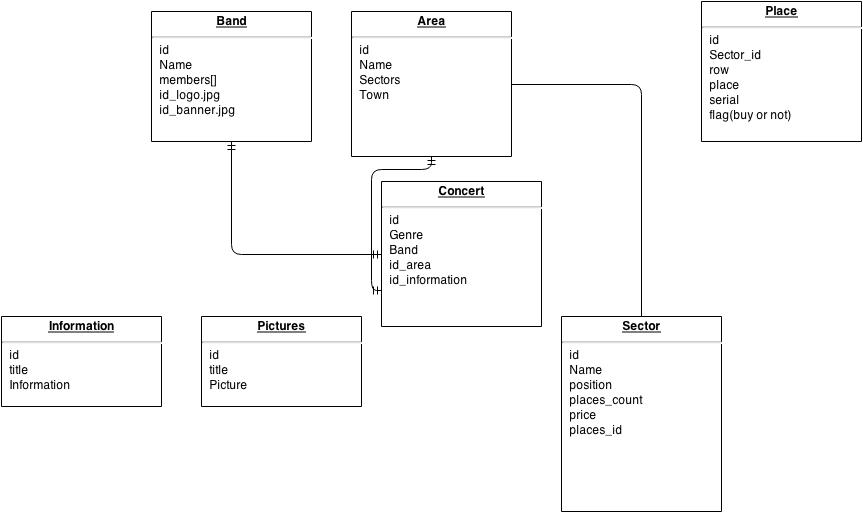 Band
id
Name
members[]
id_logo.jpg
id_banner.jpg
Area
id
Name
Sectors
Town
Place
id
Sector_id
row
place
serial
flag(buy or not)
Concert
id
Genre
Band
id_area
id_information
Information
id
title
Information
Pictures
id
title
Picture
Sector
id
Name
position
places_count
price
places_id